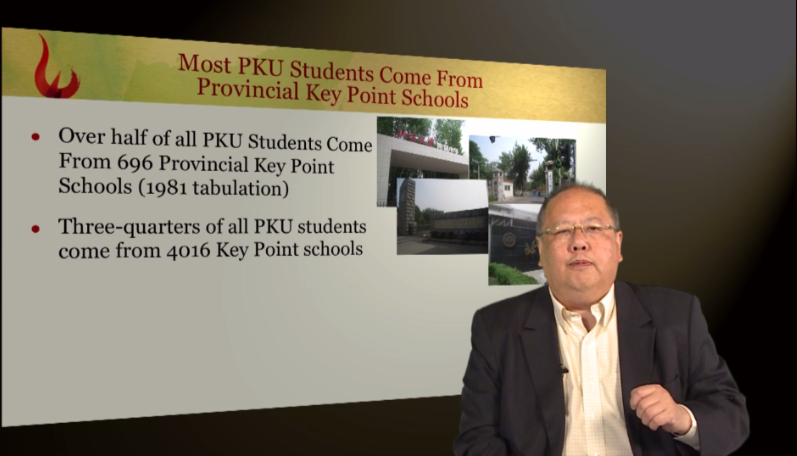 Most PKU Students Come From
Provincial Key Point Schools
• Over half of all PKU Students Come
From 696 Provincial Key Point
Schools (1981 tabulation)
• Three-quarters of all PKU students
come from 4016 Key Point schools